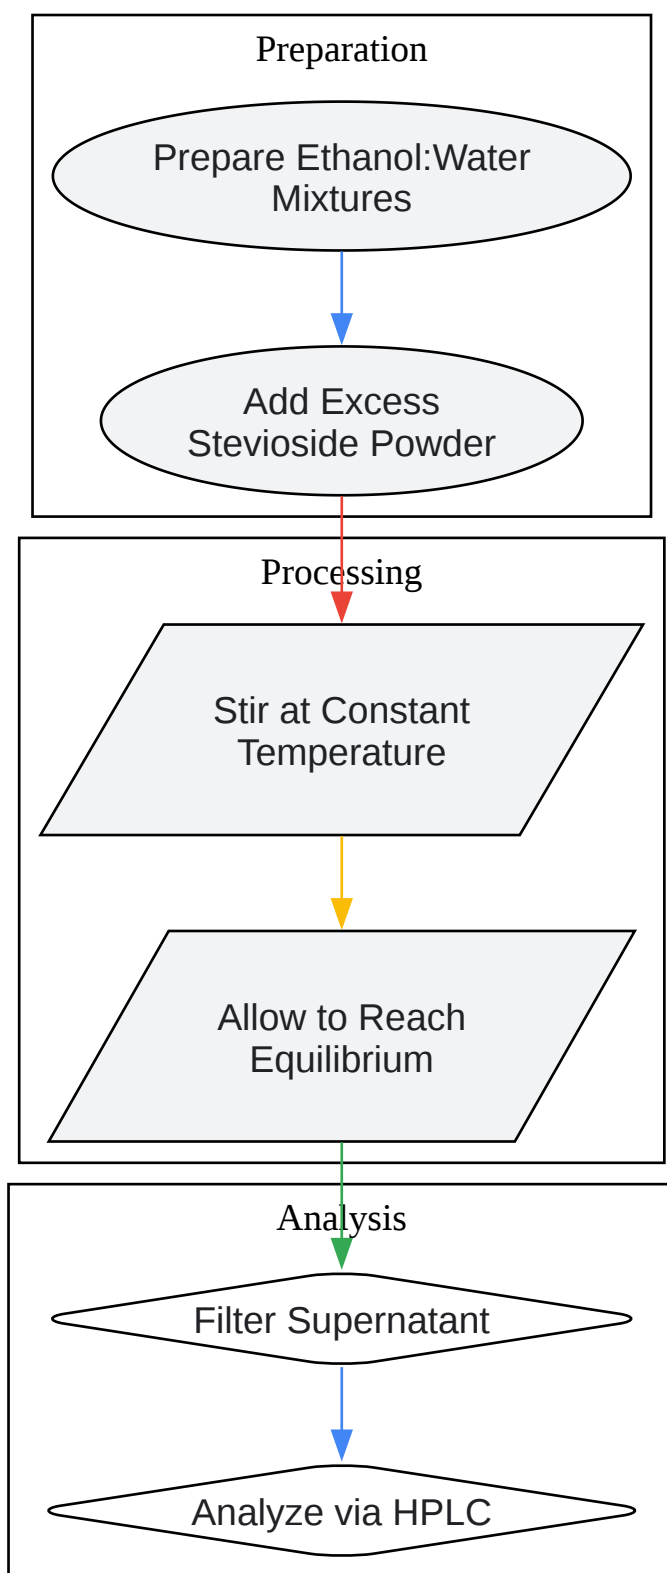 Preparation
Prepare Ethanol:Water
Mixtures
Add Excess
Stevioside Powder
Processing
Stir at Constant
Temperature
Allow to Reach
Equilibrium
Analysis
Filter Supernatant
Analyze via HPLC